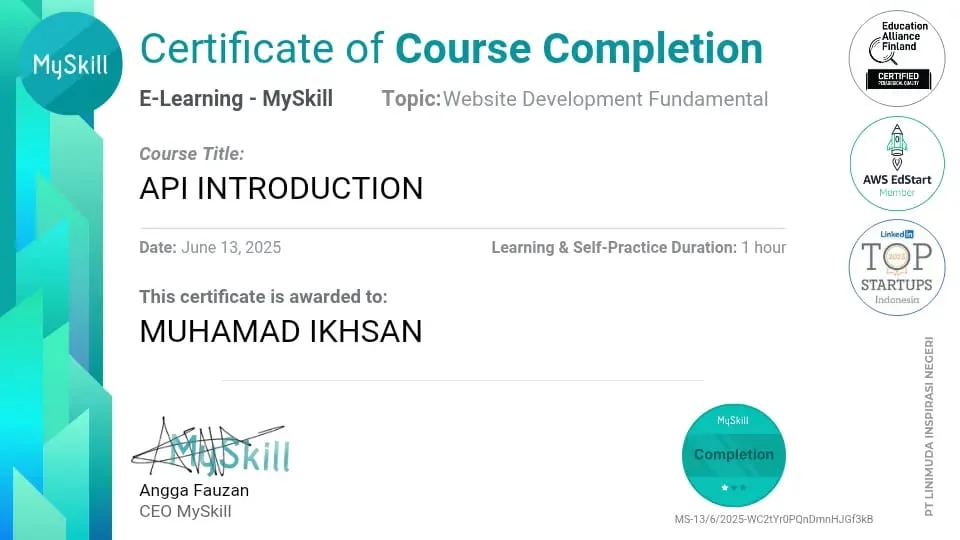 MySkill
Certificate of Course Completion
E-Learning - MySkill Topic: Website Development Fundamental
Course Title:
API INTRODUCTION
Date: June 13, 2025 Learning & Self-Practice Duration: 1 hour
This certificate is awarded to:
MUHAMAD IKHSAN
MySkill
Angga Fauzan
CEO MySkill
MySkill
Completion
MS-13/6/2025-WC2tYr0PQnDmnHJGf3kB
Education
Alliance
Finland
CERTIFIED
PEDAGOGICAL QUALITY
AWS EdStart
Member
LinkedIn
TOP
2023
STARTUPS
Indonesia
PT LINIMUDA INSPIRASI NEGERI